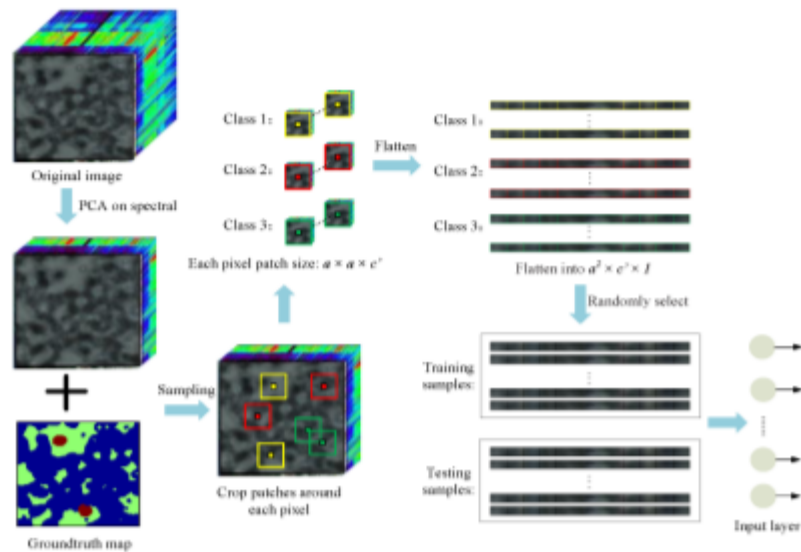 Original image
PCA on spectral
Groundtruth map
Sampling
Crop patches around
each pixel
Each pixel patch size: a × a × c'
Class 1:
Class 2:
Class 3:
Flatten
Class 1:
Class 2:
Class 3:
Flatten into a² × c' × 1
Randomly select
Training
samples:
Testing
samples:
Input layer